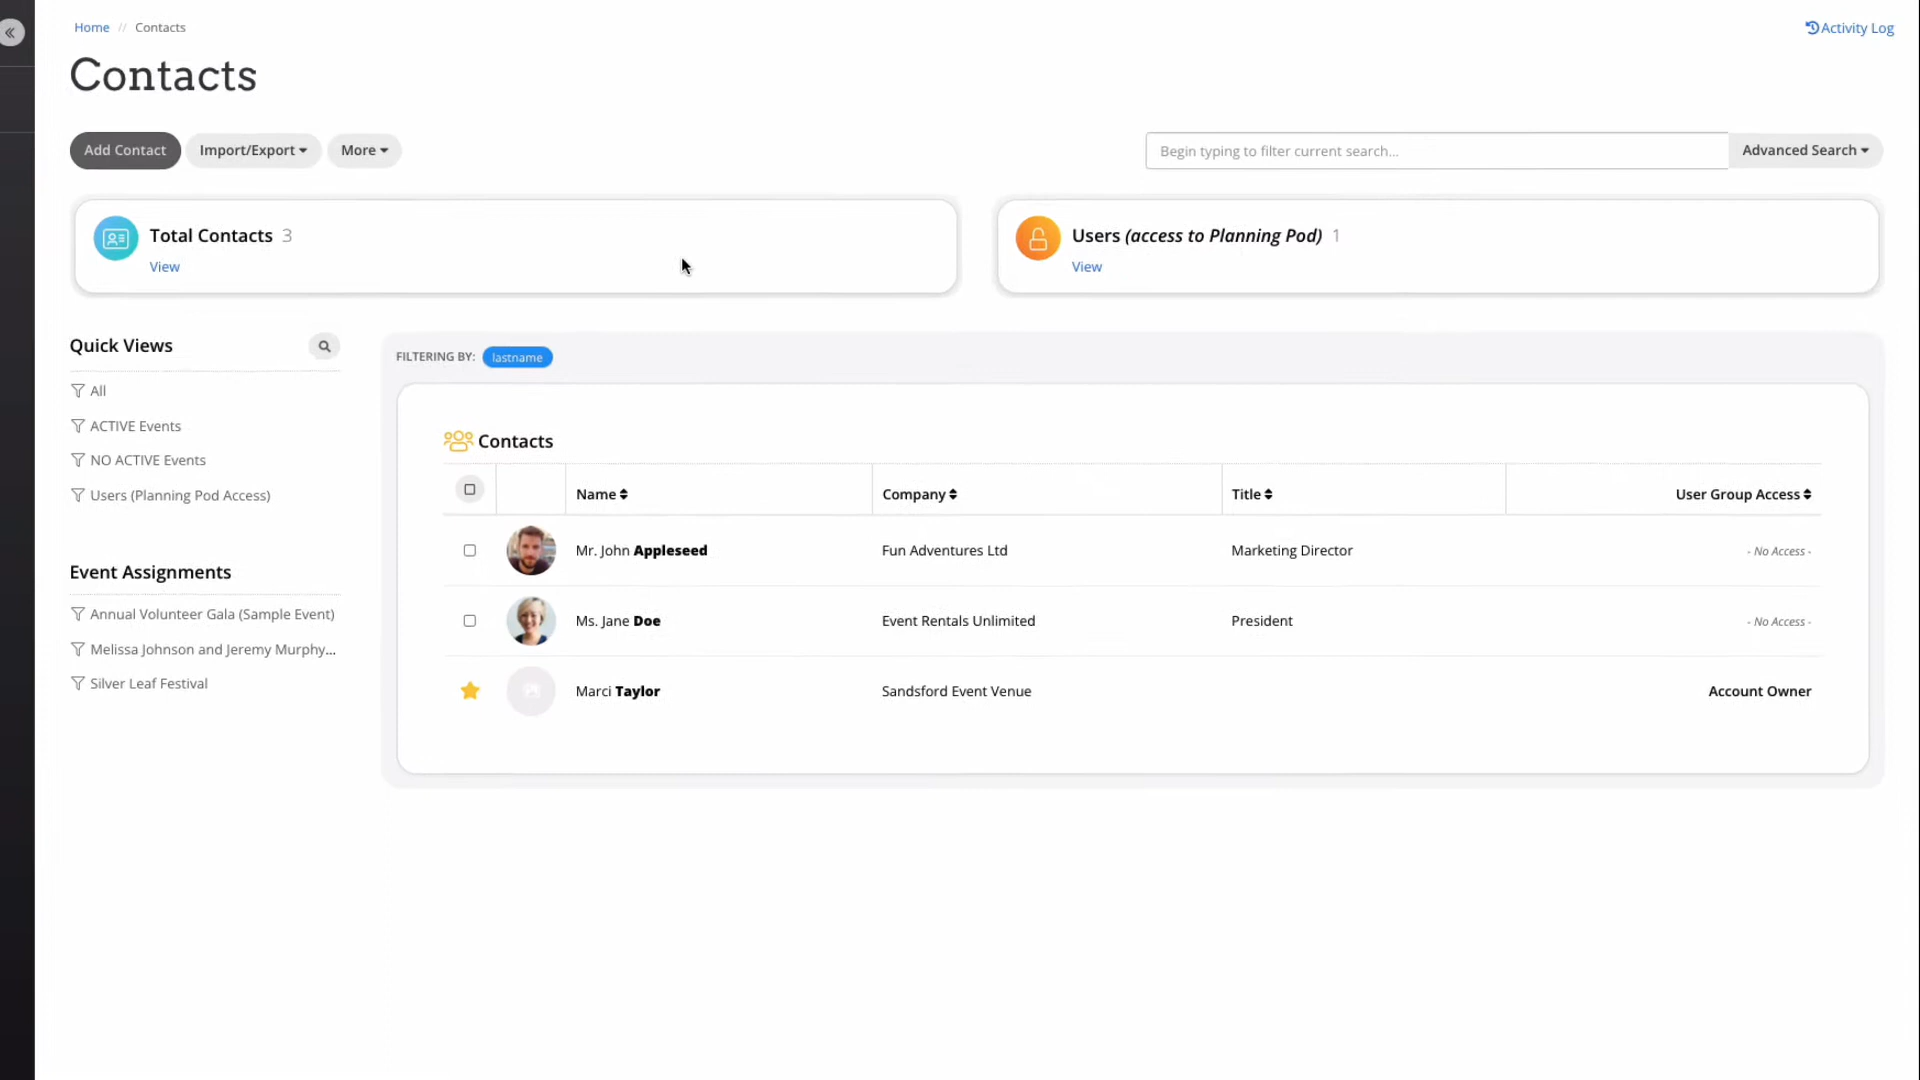 Home // Contacts
Activity Log
Contacts
Add Contact
Import/Export
More
Begin typing to filter current search...
Advanced Search
Total Contacts 3
View
Users (access to Planning Pod) 1
View
Quick Views
All
ACTIVE Events
NO ACTIVE Events
Users (Planning Pod Access)
Event Assignments
Annual Volunteer Gala (Sample Event)
Melissa Johnson and Jeremy Murphy...
Silver Leaf Festival
FILTERING BY: lastname
Contacts
Name Company Title User Group Access
Mr. John Appleseed Fun Adventures Ltd Marketing Director - No Access -
Ms. Jane Doe Event Rentals Unlimited President - No Access -
Marci Taylor Sandsford Event Venue Account Owner